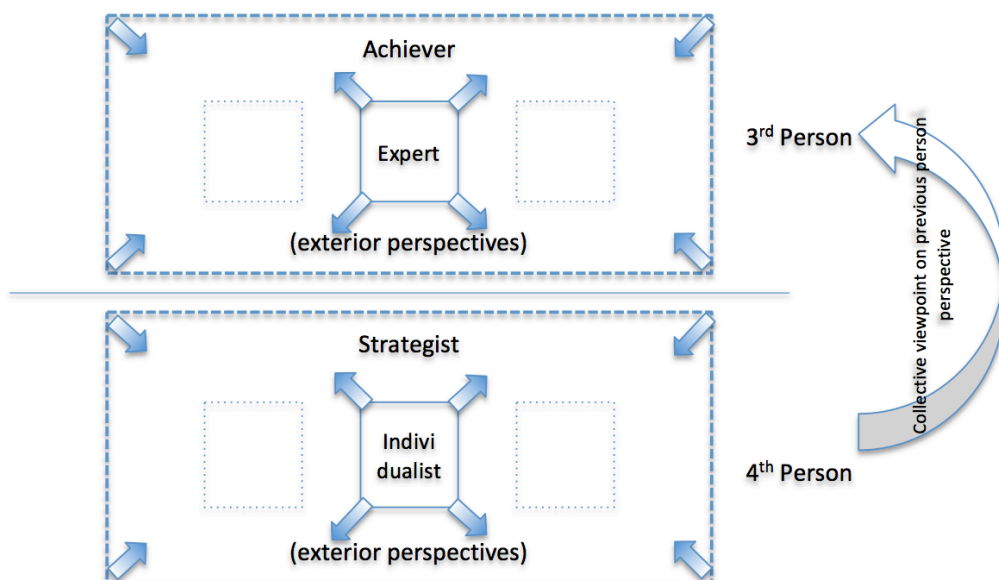 Achiever
Expert
(exterior perspectives)
3rd Person
Collective viewpoint on previous person
perspective
Strategist
Indivi
dualist
(exterior perspectives)
4th Person